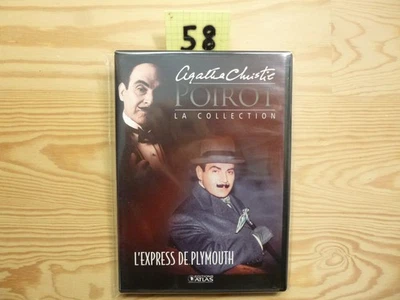 58
Agatha Christie
POIROT
LA COLLECTION
L'EXPRESS DE PLYMOUTH
ATLAS